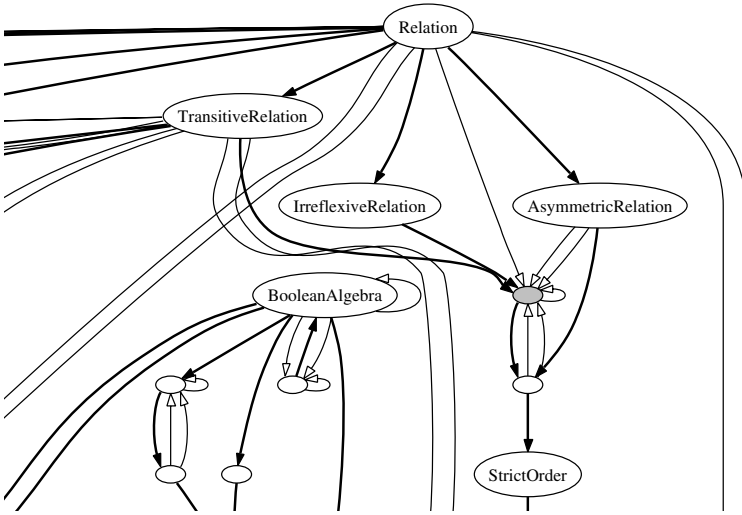 Relation
TransitiveRelation
IrreflexiveRelation
AsymmetricRelation
BooleanAlgebra
StrictOrder